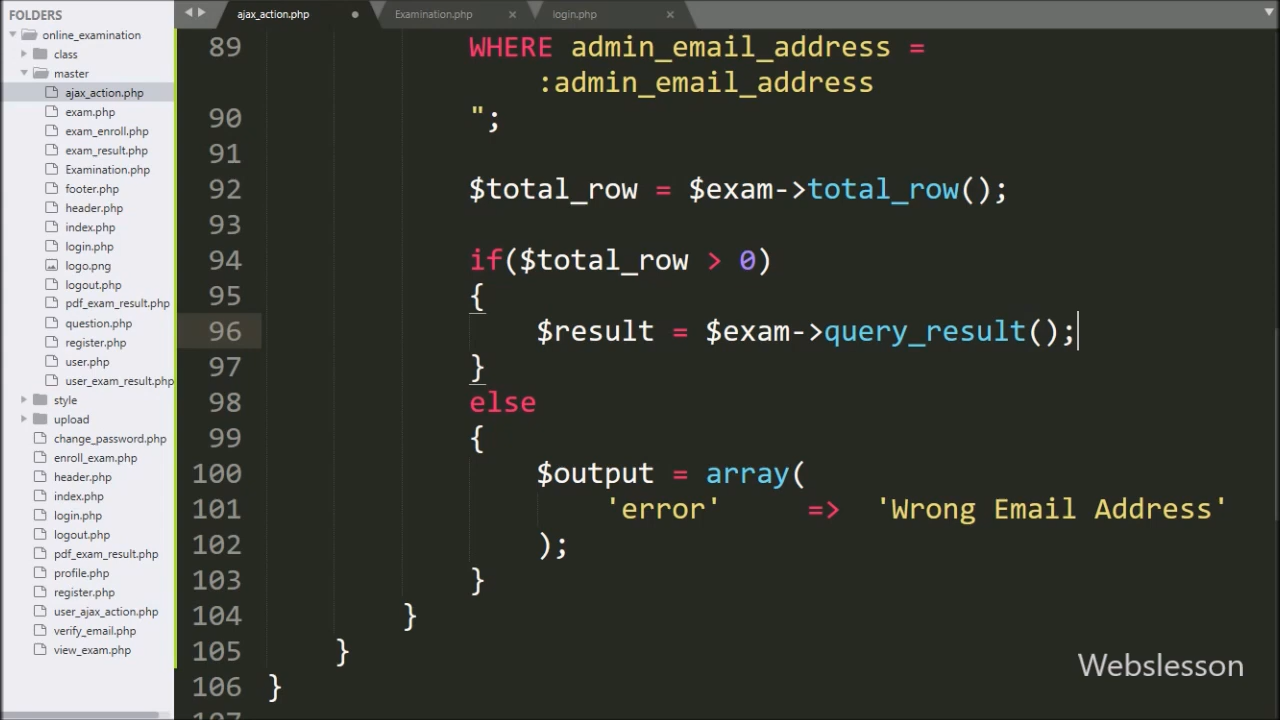 FOLDERS
online_examination
class
master
ajax_action.php
exam.php
exam_enroll.php
exam_result.php
Examination.php
footer.php
header.php
index.php
login.php
logo.png
logout.php
pdf_exam_result.php
question.php
register.php
user.php
user_exam_result.php
style
upload
change_password.php
enroll_exam.php
header.php
index.php
login.php
logout.php
pdf_exam_result.php
profile.php
register.php
user_ajax_action.php
verify_email.php
view_exam.php
ajax_action.php Examination.php login.php
89 WHERE admin_email_address =
:admin_email_address
90 ";
91
92 $total_row = $exam->total_row();
93
94 if($total_row > 0)
95 {
96 $result = $exam->query_result();
97 }
98 else
99 {
100 $output = array(
101 'error' => 'Wrong Email Address'
102 );
103 }
104 }
105 }
106 }
107
Webslesson